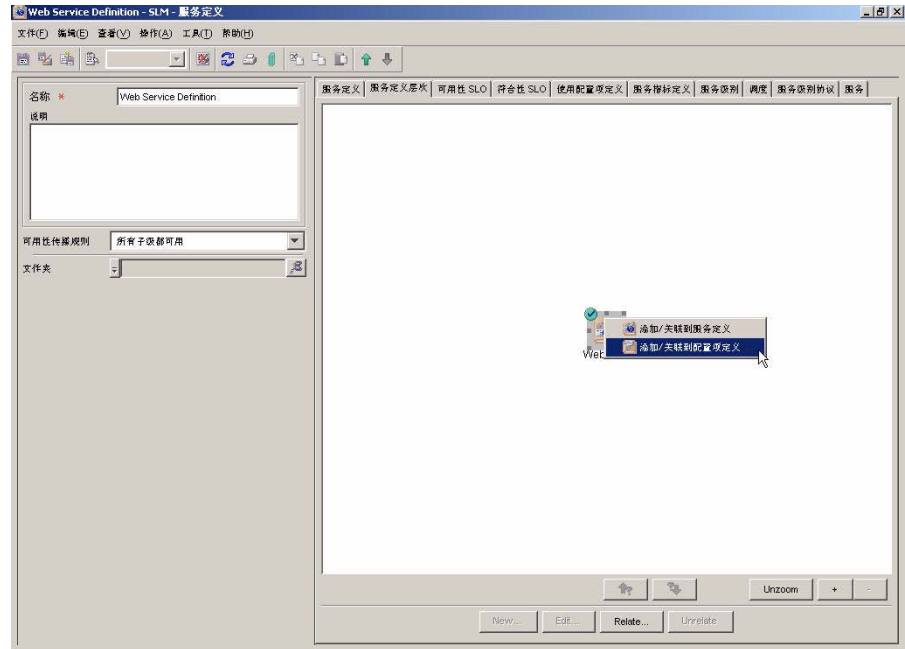 Web Service Definition - SLM - 服务定义
文件(F) 编辑(E) 查看(V) 操作(A) 工具(T) 帮助(H)
名称 *
Web Service Definition
说明
可用性传播规则
所有子级都可用
文件夹
服务定义 服务定义层次 可用性 SLO 符合性 SLO 使用配置项定义 服务指标定义 服务级别 调度 服务级别协议 服务
添加/关联到服务定义
添加/关联到配置项定义
Web
Unzoom + -
New... Edit... Relate... Unrelate